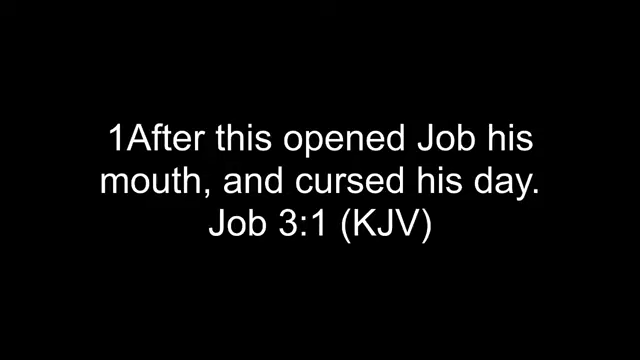 1After this opened Job his
mouth, and cursed his day.
Job 3:1 (KJV)